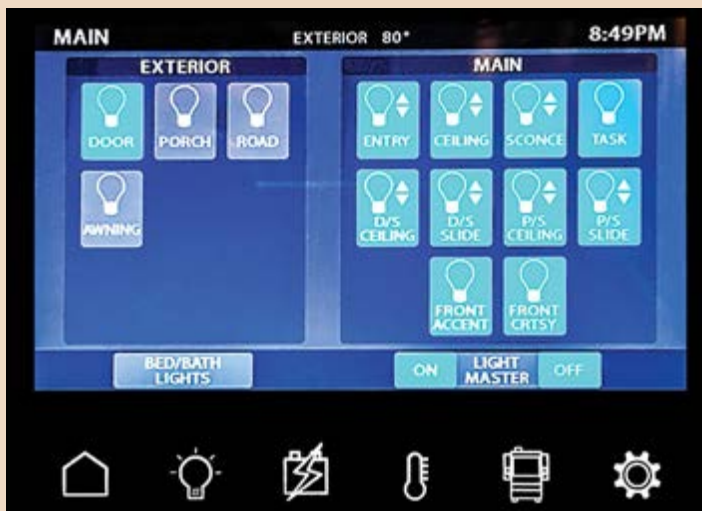 MAIN
EXTERIOR 80°
8:49PM
EXTERIOR
MAIN
DOOR
PORCH
ROAD
ENTRY
CEILING
SCONCE
TASK
AWNING
D/S
CEILING
D/S
SLIDE
P/S
CEILING
P/S
SLIDE
FRONT
ACCENT
FRONT
CRTSY
BED/BATH
LIGHTS
ON
LIGHT
MASTER
OFF